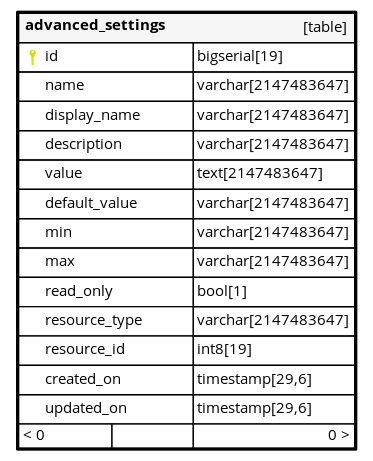 advanced_settings [table]
id bigserial[19]
name varchar[2147483647]
display_name varchar[2147483647]
description varchar[2147483647]
value text[2147483647]
default_value varchar[2147483647]
min varchar[2147483647]
max varchar[2147483647]
read_only bool[1]
resource_type varchar[2147483647]
resource_id int8[19]
created_on timestamp[29,6]
updated_on timestamp[29,6]
< 0 0 >